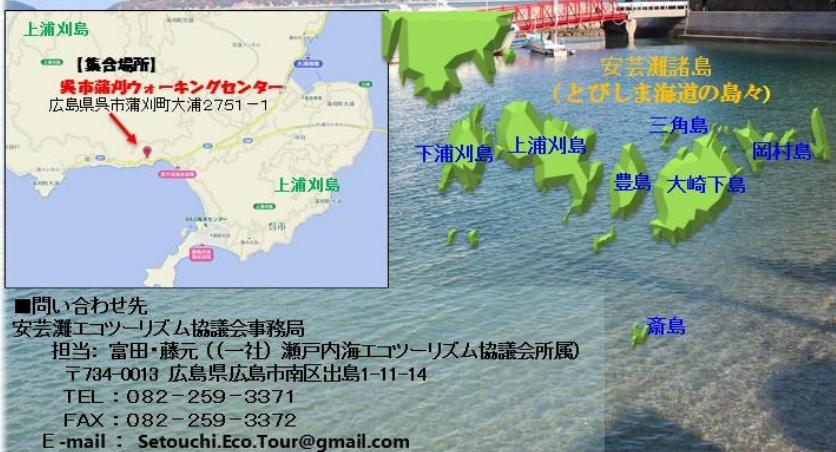 上浦刈島
【集合場所】
呉市蒲刈ウォーキングセンター
広島県呉市蒲刈町大浦2751-1
上浦刈島
呉市
安芸灘諸島
(とびしま海道の島々)
下浦刈島
上浦刈島
豊島
大崎下島
三角島
岡村島
斎島
■問い合わせ先
安芸灘エコツーリズム協議会事務局
担当: 富田・藤元 ((一社) 瀬戸内海エコツーリズム協議会所属)
〒734-0013 広島県広島市南区出島1-11-14
TEL:082-259-3371
FAX:082-259-3372
E-mail : Setouchi.Eco.Tour@gmail.com